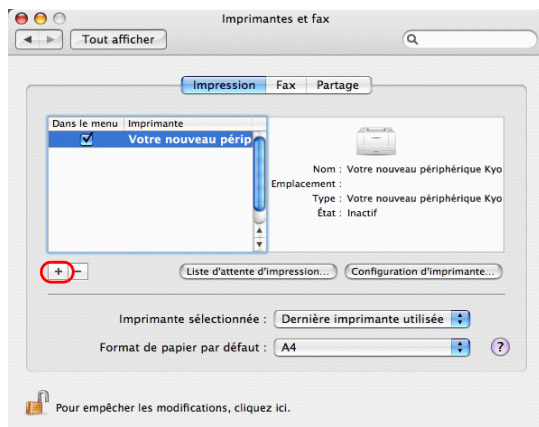 Imprimantes et fax
Tout afficher
Impression Fax Partage
Dans le menu Imprimante
Votre nouveau périp
Nom : Votre nouveau périphérique Kyo
Emplacement :
Type : Votre nouveau périphérique Kyo
État : Inactif
+ -
Liste d'attente d'impression... Configuration d'imprimante...
Imprimante sélectionnée : Dernière imprimante utilisée
Format de papier par défaut : A4 ?
Pour empêcher les modifications, cliquez ici.